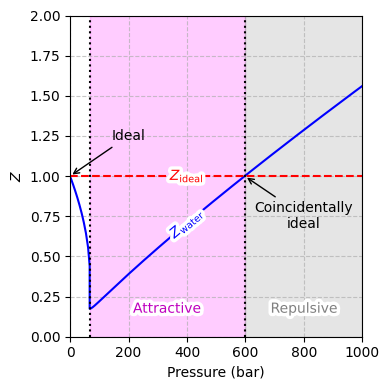 2.00
1.75
1.50
1.25
1.00
0.75
0.50
0.25
0.00
Z
Ideal
Z_ideal
Z_water
Coincidentally
ideal
Attractive
Repulsive
0 200 400 600 800 1000
Pressure (bar)